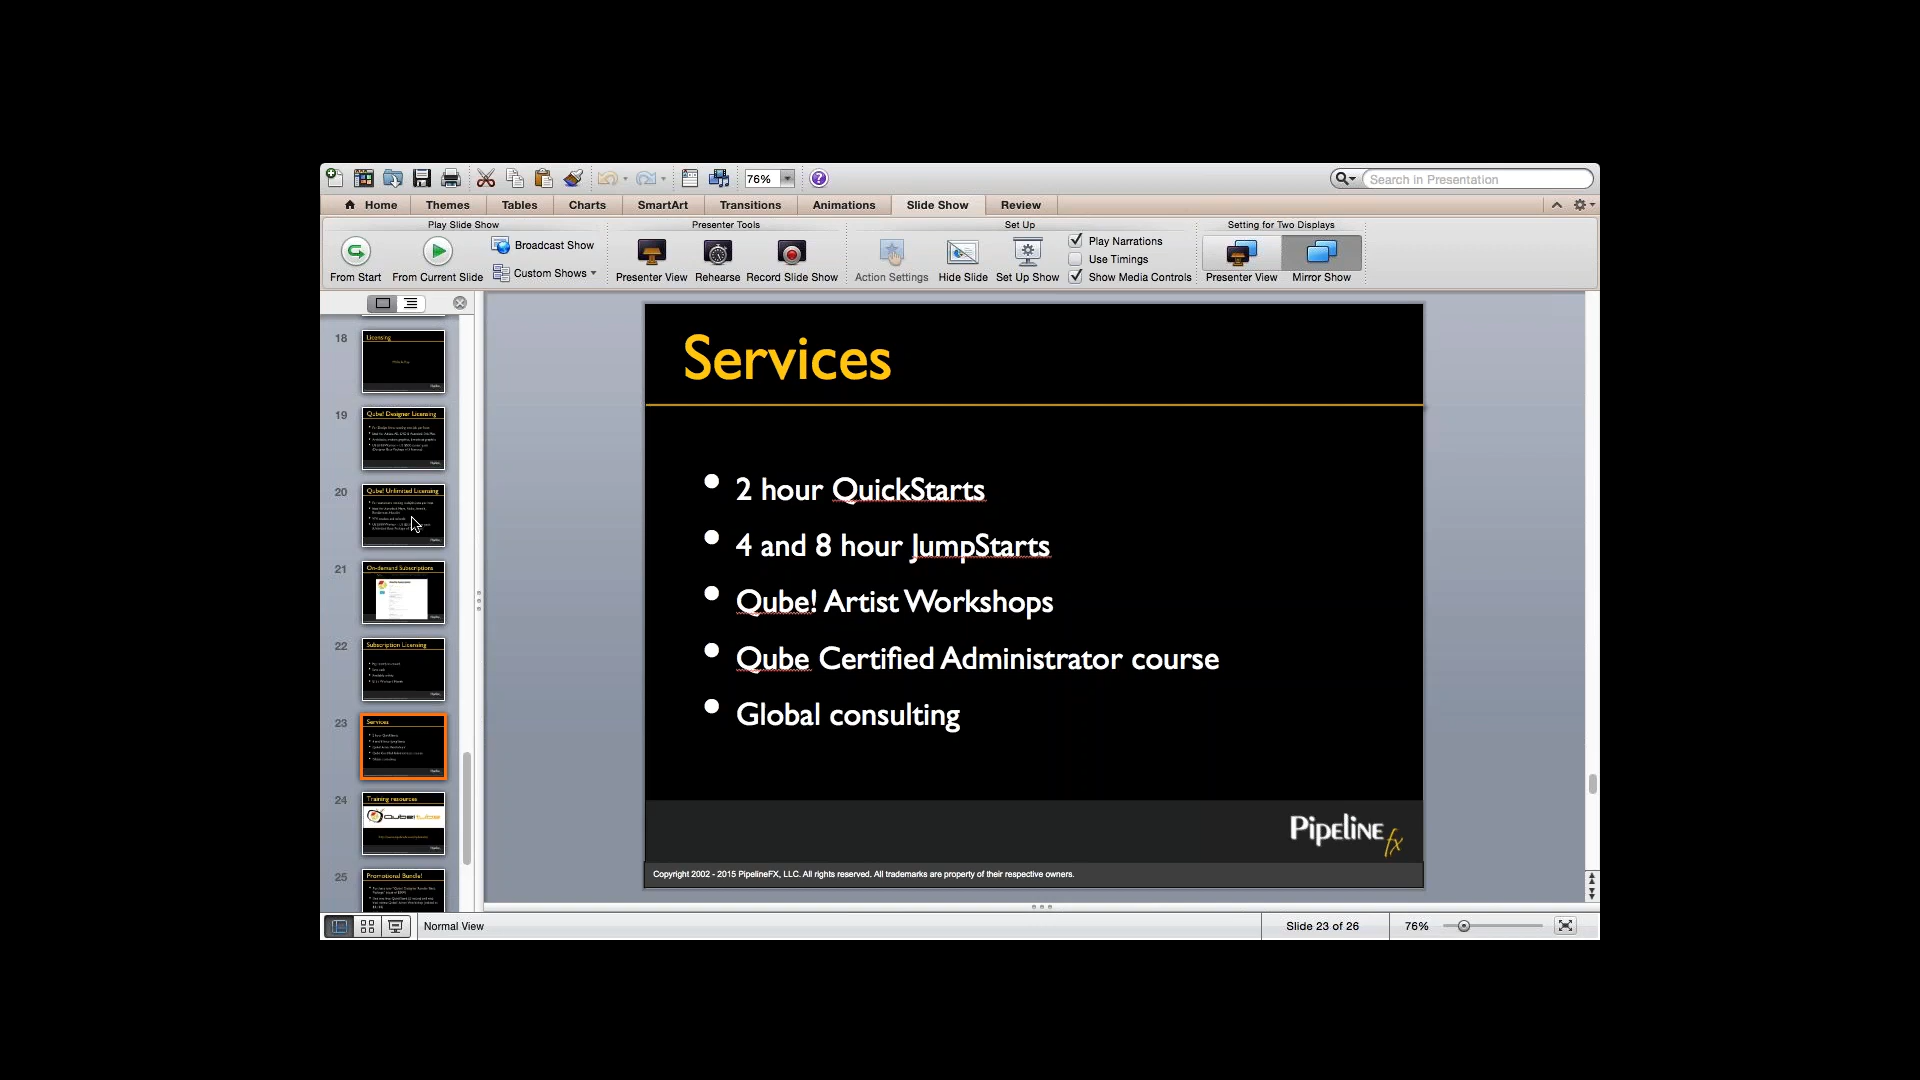 76%
Search in Presentation
Home Themes Tables Charts SmartArt Transitions Animations Slide Show Review
Play Slide Show Presenter Tools Set Up Setting for Two Displays
From Start
From Current Slide
Broadcast Show
Custom Shows
Presenter View
Rehearse
Record Slide Show
Action Settings
Hide Slide
Set Up Show
Play Narrations
Use Timings
Show Media Controls
Presenter View
Mirror Show
18
Licensing
19
Qube! Designer Licensing
20
Qube! Unlimited Licensing
21
On-demand Subscriptions
22
Subscription Licensing
23
Services
24
Training resources
25
Promotional Bundle!
Services
2 hour QuickStarts
4 and 8 hour JumpStarts
Qube! Artist Workshops
Qube Certified Administrator course
Global consulting
Pipeline fx
Copyright 2002 - 2015 PipelineFX, LLC. All rights reserved. All trademarks are property of their respective owners.
Normal View
Slide 23 of 26
76%